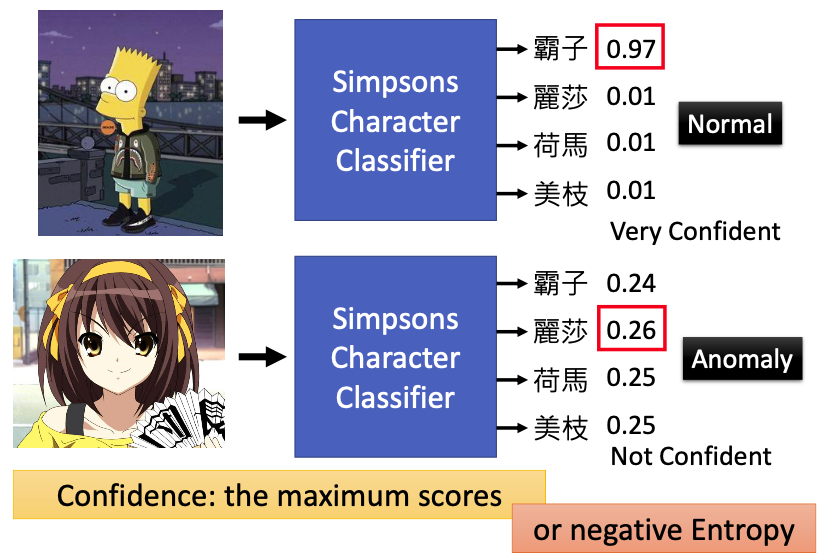 Simpsons
Character
Classifier
霸子 0.97
麗莎 0.01
荷馬 0.01
美枝 0.01
Normal
Very Confident
Simpsons
Character
Classifier
霸子 0.24
麗莎 0.26
荷馬 0.25
美枝 0.25
Anomaly
Not Confident
Confidence: the maximum scores
or negative Entropy